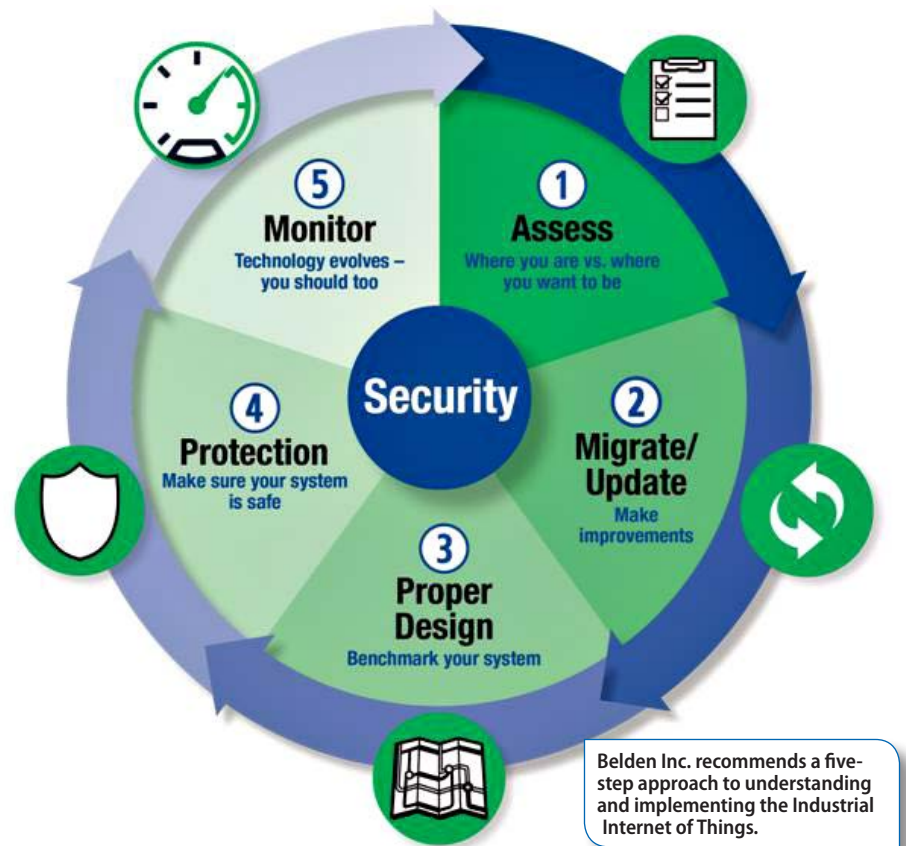 1
Assess
Where you are vs. where
you want to be
2
Migrate/
Update
Make
improvements
3
Proper
Design
Benchmark your system
4
Protection
Make sure your system
is safe
5
Monitor
Technology evolves –
you should too
Security
Belden Inc. recommends a five-
step approach to understanding
and implementing the Industrial
Internet of Things.